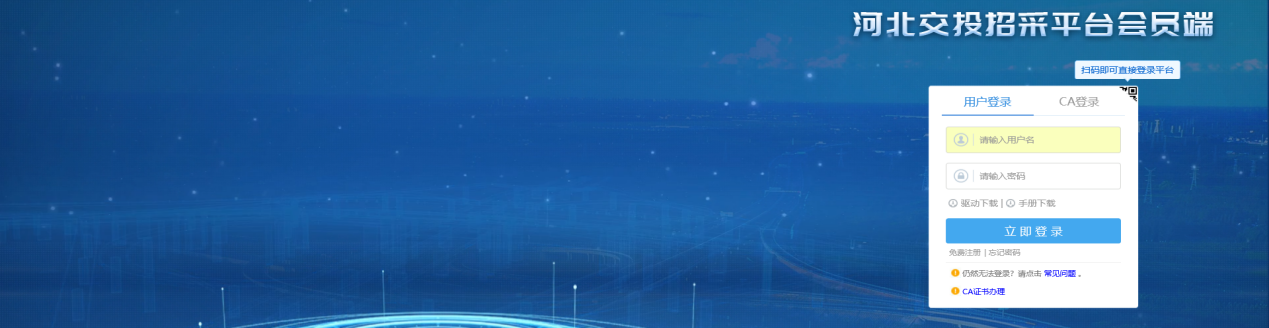 河北交投招采平台会员端
扫码即可直接登录平台
用户登录 CA登录
请输入用户名
请输入密码
驱动下载 | 手册下载
立即登录
免费注册 | 忘记密码
仍然无法登录？请点击 常见问题 。
CA证书办理